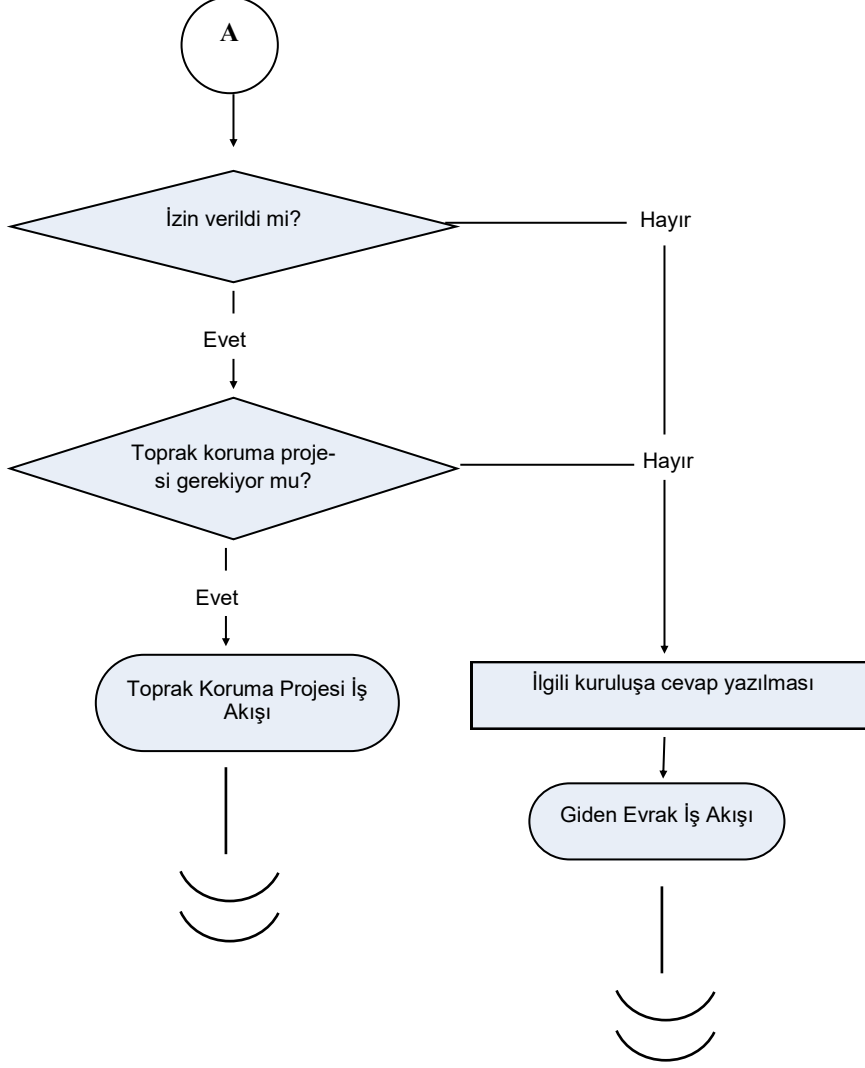 A
İzin verildi mi?
Hayır
Evet
Toprak koruma proje-
si gerekiyor mu?
Hayır
Evet
Toprak Koruma Projesi İş
Akışı
İlgili kuruluşa cevap yazılması
Giden Evrak İş Akışı